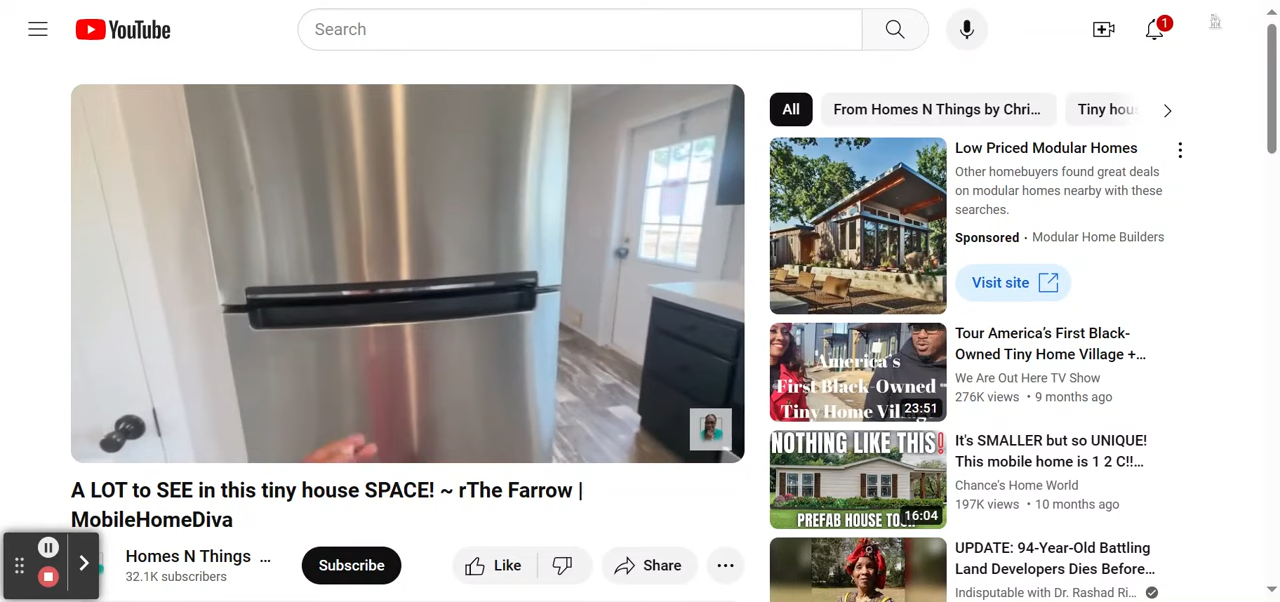 YouTube
Search
1
A LOT to SEE in this tiny house SPACE! ~ rThe Farrow |
MobileHomeDiva
Homes N Things ...
32.1K subscribers
Subscribe
Like
Share
All
From Homes N Things by Chri...
Tiny hou
Low Priced Modular Homes
Other homebuyers found great deals
on modular homes nearby with these
searches.
Sponsored · Modular Home Builders
Visit site
America's
First Black-Owned
Tiny Home Vil
23:51
Tour America's First Black-
Owned Tiny Home Village +...
We Are Out Here TV Show
276K views • 9 months ago
NOTHING LIKE THIS!
PREFAB HOUSE TOU
16:04
It's SMALLER but so UNIQUE!
This mobile home is 1 2 C!!...
Chance's Home World
197K views • 10 months ago
UPDATE: 94-Year-Old Battling
Land Developers Dies Before...
Indisputable with Dr. Rashad Ri...